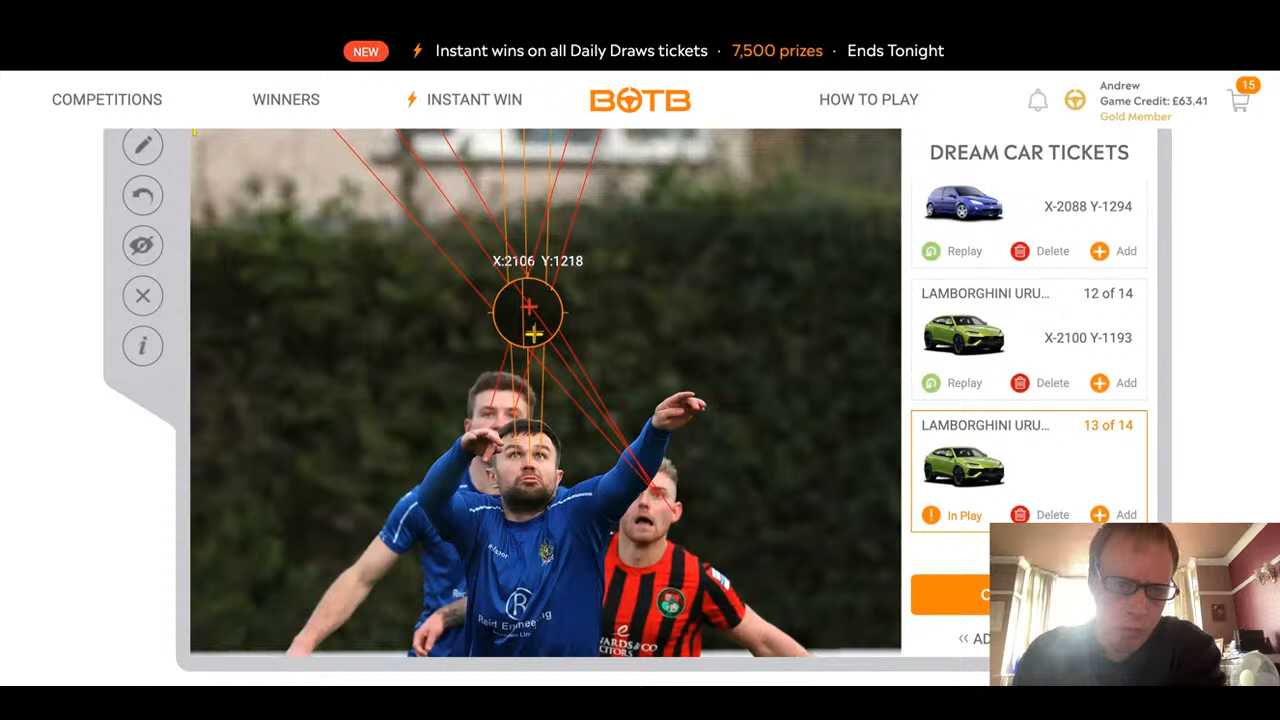 NEW Instant wins on all Daily Draws tickets · 7,500 prizes · Ends Tonight
COMPETITIONS WINNERS INSTANT WIN BOTB HOW TO PLAY
Andrew
Game Credit: £63.41
Gold Member
15
DREAM CAR TICKETS
X-2088 Y-1294
Replay Delete Add
LAMBORGHINI URU... 12 of 14
X-2100 Y-1193
Replay Delete Add
LAMBORGHINI URU... 13 of 14
In Play Delete Add
X:2106 Y:1218